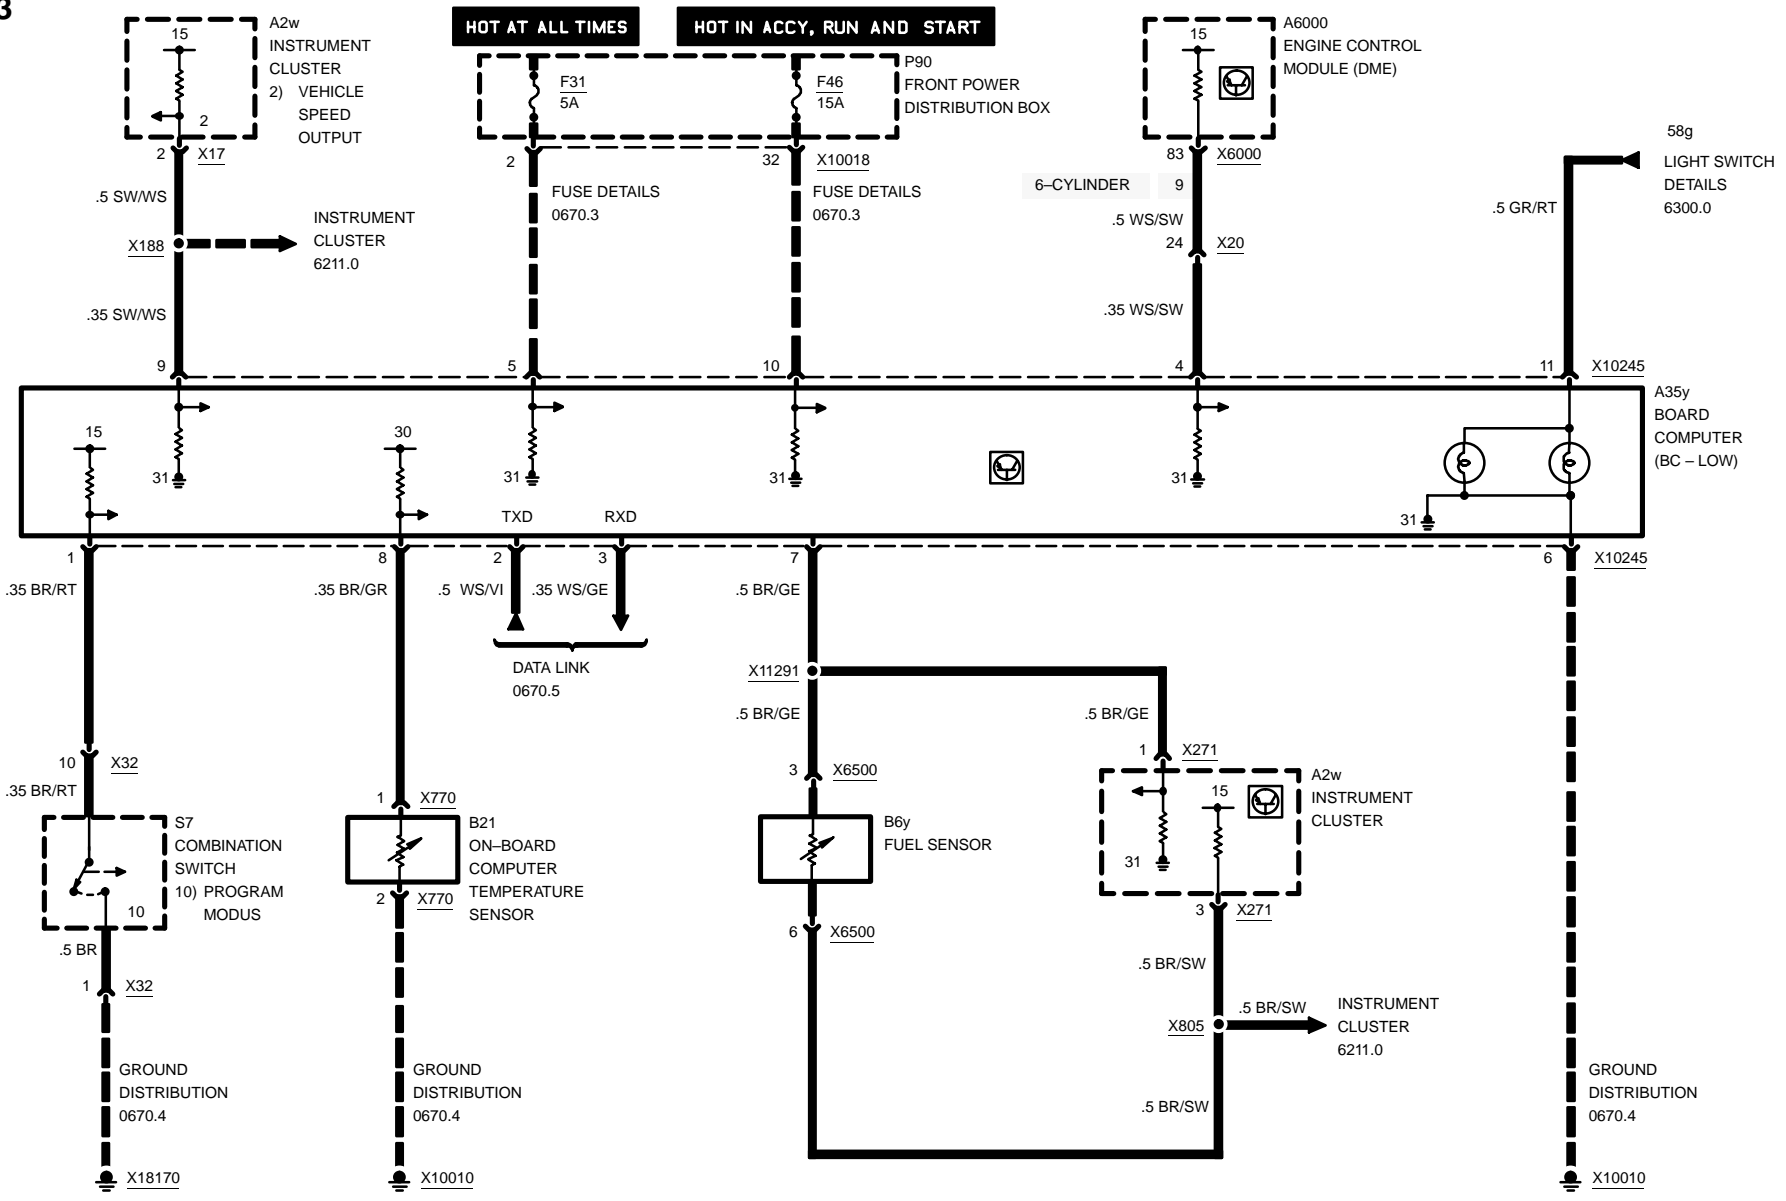 3
A2w
INSTRUMENT
CLUSTER
2) VEHICLE
SPEED
OUTPUT
15
2
2 X17
.5 SW/WS
X188
INSTRUMENT
CLUSTER
6211.0
.35 SW/WS
9
HOT AT ALL TIMES
HOT IN ACCY, RUN AND START
P90
FRONT POWER
DISTRIBUTION BOX
F31
5A
F46
15A
2
32 X10018
FUSE DETAILS
0670.3
FUSE DETAILS
0670.3
5
10
A6000
ENGINE CONTROL
MODULE (DME)
15
83 X6000
6–CYLINDER 9
.5 WS/SW
24 X20
.35 WS/SW
4
58g
LIGHT SWITCH
DETAILS
6300.0
.5 GR/RT
11 X10245
A35y
BOARD
COMPUTER
(BC – LOW)
15
31
30
31
31
31
31
TXD
RXD
1
8
2
3
7
6 X10245
.35 BR/RT
.35 BR/GR
.5 WS/VI
.35 WS/GE
.5 BR/GE
DATA LINK
0670.5
X11291
.5 BR/GE
.5 BR/GE
10 X32
.35 BR/RT
S7
COMBINATION
SWITCH
10) PROGRAM
MODUS
10
.5 BR
1 X32
GROUND
DISTRIBUTION
0670.4
X18170
1 X770
B21
ON–BOARD
COMPUTER
TEMPERATURE
SENSOR
2 X770
GROUND
DISTRIBUTION
0670.4
X10010
3 X6500
B6y
FUEL SENSOR
6 X6500
1 X271
A2w
INSTRUMENT
CLUSTER
15
31
3 X271
.5 BR/SW
X805
.5 BR/SW
INSTRUMENT
CLUSTER
6211.0
.5 BR/SW
GROUND
DISTRIBUTION
0670.4
X10010